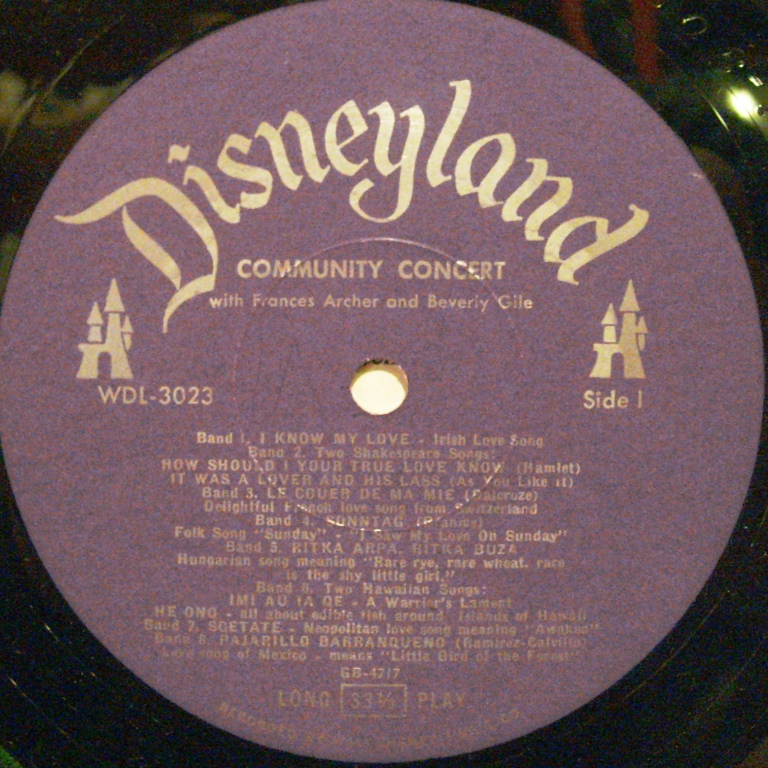 Disneyland
COMMUNITY CONCERT
with Frances Archer and Beverly Gile
WDL-3023
Side 1
Band 1. I KNOW MY LOVE - Irish Love Song
Band 2. Two Shakespeare Songs:
HOW SHOULD I YOUR TRUE LOVE KNOW (Hamlet)
IT WAS A LOVER AND HIS LASS (As You Like It)
Band 3. LE COUER DE MA MIE (Dalcroze)
Delightful French love song from Switzerland
Band 4. SONNTAG
Folk Song "Sunday" - "I Saw My Love On Sunday"
Band 5. RITKA ARPA, RITKA BUZA
Hungarian song meaning "Rare rye, rare wheat, rare
is the shy little girl."
Band 6. Two Hawaiian Songs:
IMI AU IA OE - A Warrior's Lament
HE ONO - all about edible fish around Islands of Hawaii
Band 7. SCETATE - Neopolitan love song meaning "Awaken"
Band 8. PAJARILLO BARRANQUENO (Ramirez-Calvillo)
Love song of Mexico - means "Little Bird of the Forest"
GB-4717
LONG 33⅓ PLAY